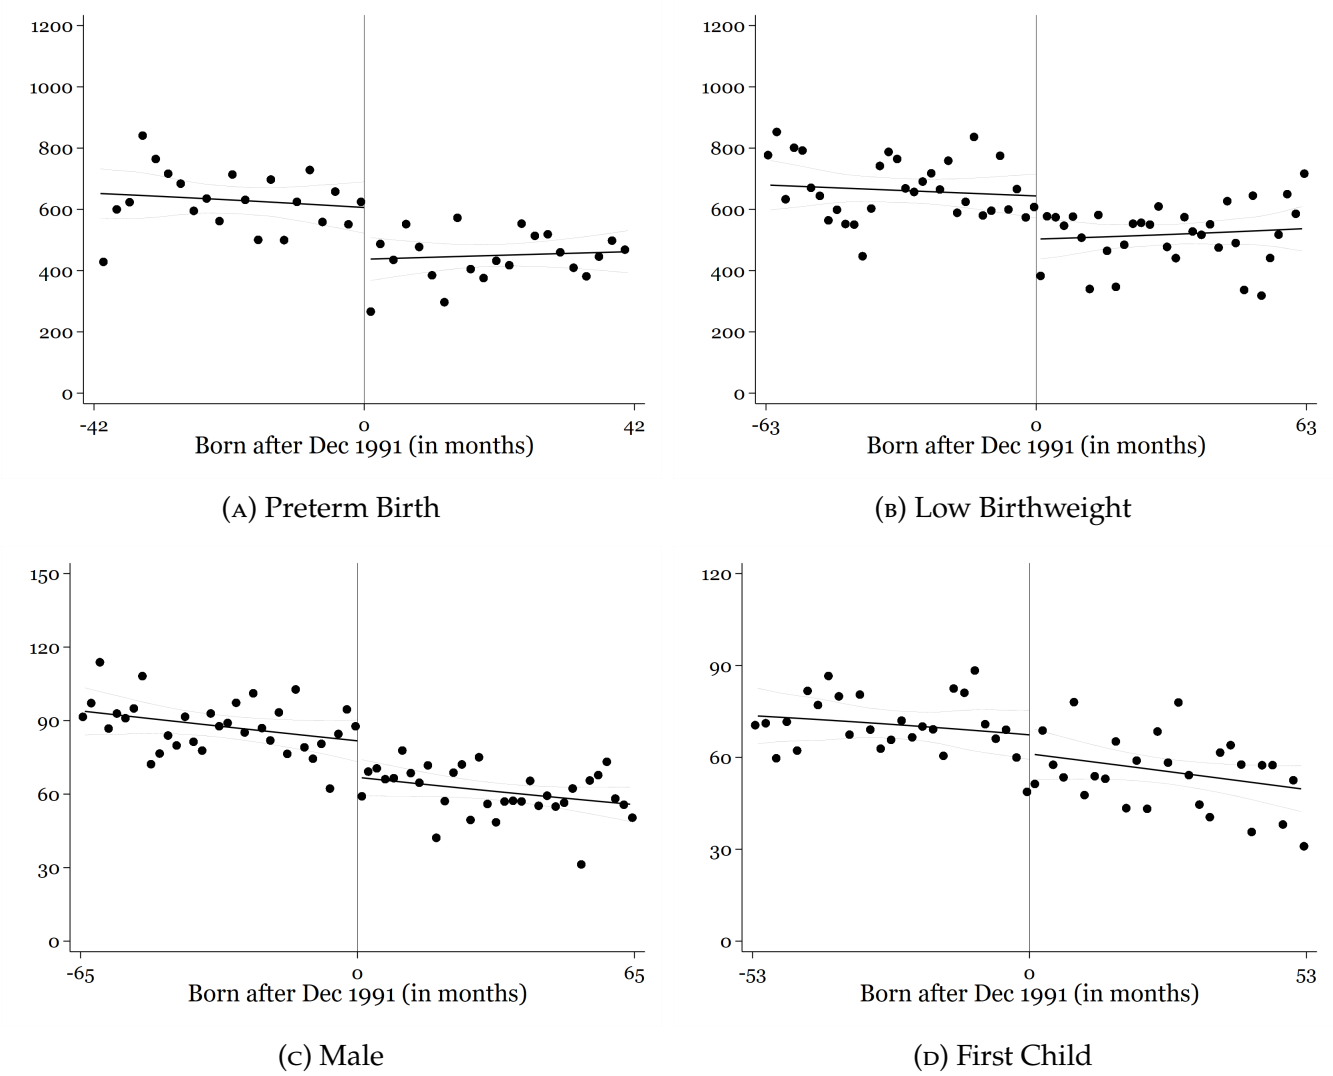 1200
1000
800
600
400
200
0
-42 0 42
Born after Dec 1991 (in months)
(A) Preterm Birth
1200
1000
800
600
400
200
0
-63 0 63
Born after Dec 1991 (in months)
(B) Low Birthweight
150
120
90
60
30
0
-65 0 65
Born after Dec 1991 (in months)
(C) Male
120
90
60
30
0
-53 0 53
Born after Dec 1991 (in months)
(D) First Child